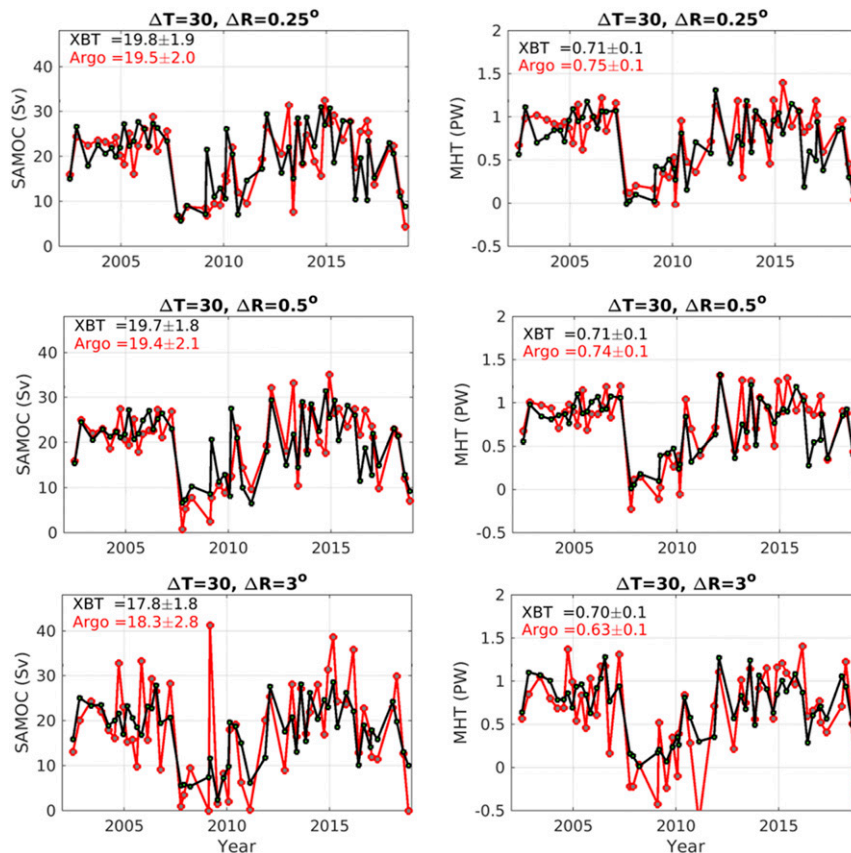 ΔT=30, ΔR=0.25°
XBT =19.8±1.9
Argo =19.5±2.0
SAMOC (Sv)
40
30
20
10
0
2005 2010 2015
ΔT=30, ΔR=0.25°
XBT =0.71±0.1
Argo =0.75±0.1
MHT (PW)
2
1.5
1
0.5
0
-0.5
2005 2010 2015
ΔT=30, ΔR=0.5°
XBT =19.7±1.8
Argo =19.4±2.1
SAMOC (Sv)
40
30
20
10
0
2005 2010 2015
ΔT=30, ΔR=0.5°
XBT =0.71±0.1
Argo =0.74±0.1
MHT (PW)
2
1.5
1
0.5
0
-0.5
2005 2010 2015
ΔT=30, ΔR=3°
XBT =17.8±1.8
Argo =18.3±2.8
SAMOC (Sv)
40
30
20
10
0
2005 2010 2015
Year
ΔT=30, ΔR=3°
XBT =0.70±0.1
Argo =0.63±0.1
MHT (PW)
2
1.5
1
0.5
0
-0.5
2005 2010 2015
Year